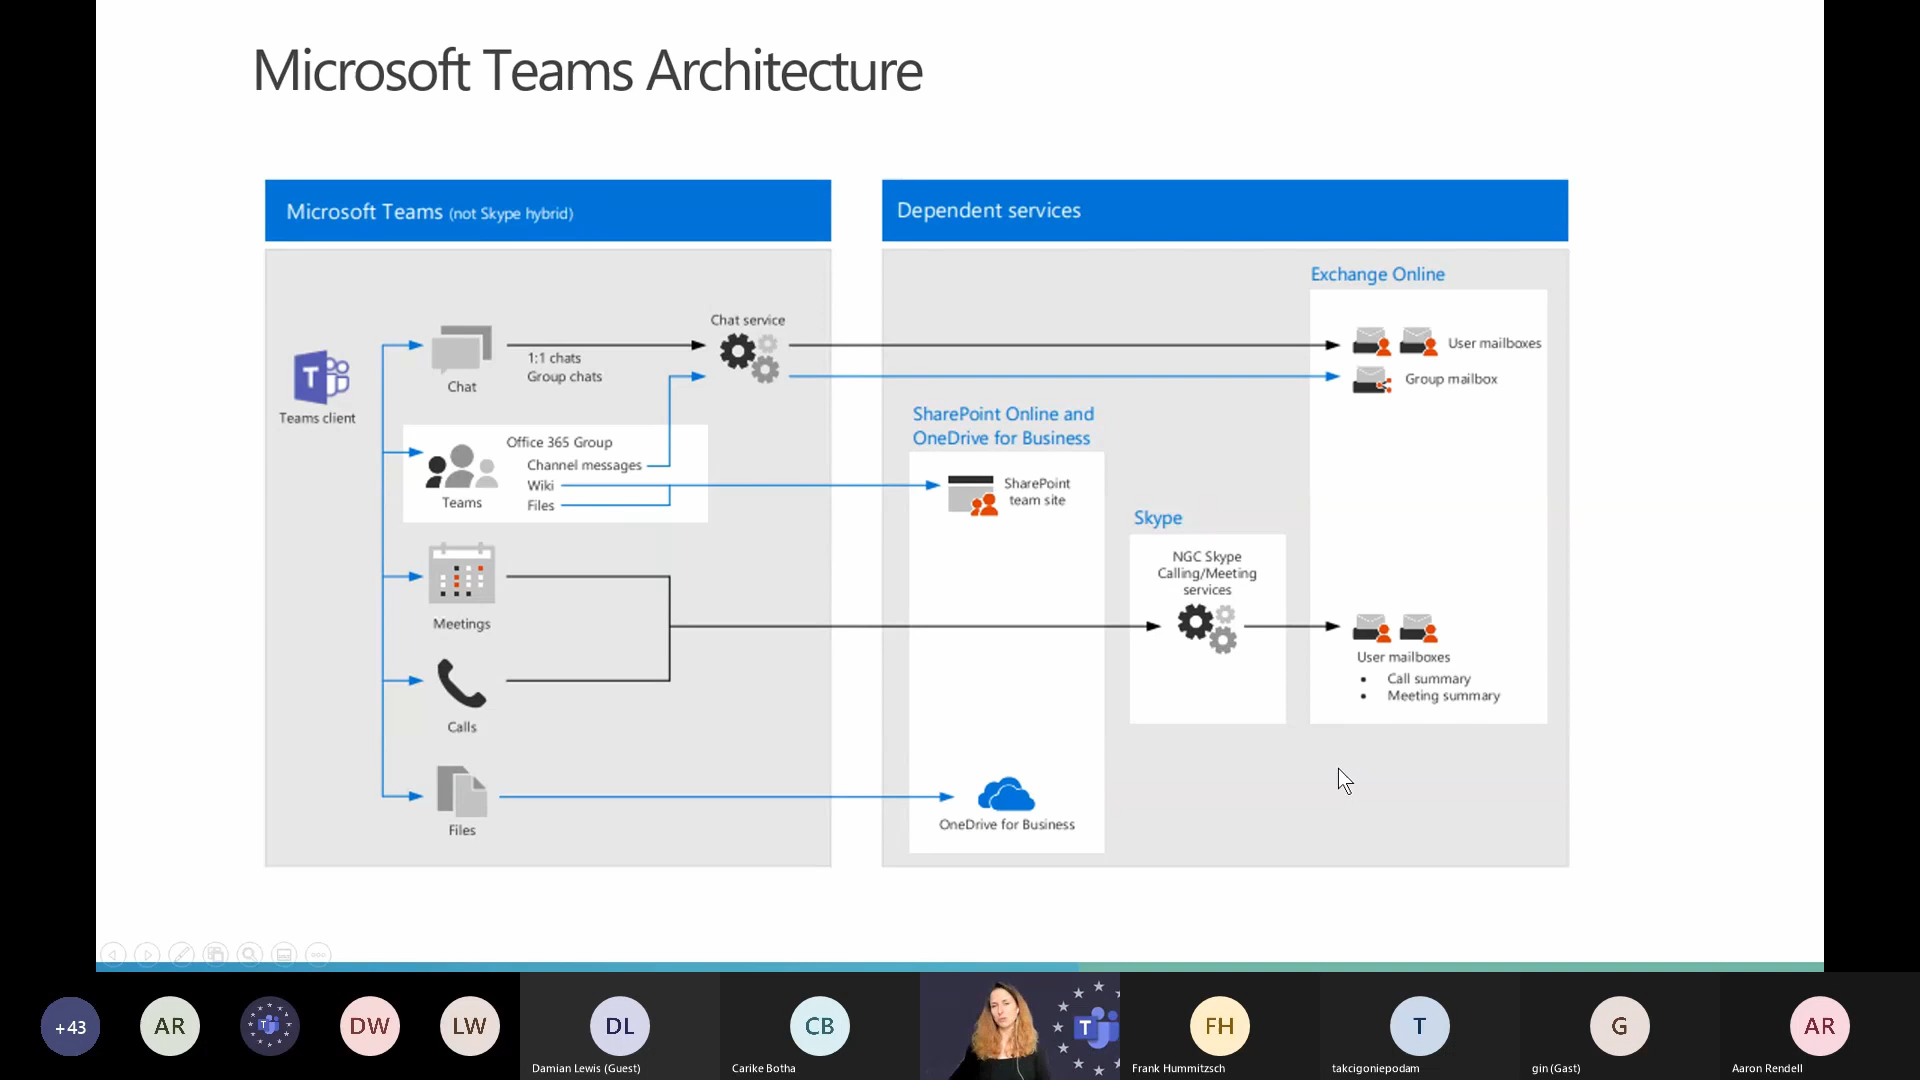 Microsoft Teams Architecture
Microsoft Teams (not Skype hybrid)
Dependent services
Exchange Online
Chat service
1:1 chats
Group chats
Chat
T
Teams client
User mailboxes
Group mailbox
SharePoint Online and
OneDrive for Business
Office 365 Group
Channel messages
Wiki
Files
Teams
SharePoint
team site
Skype
NGC Skype
Calling/Meeting
services
Meetings
User mailboxes
• Call summary
• Meeting summary
Calls
Files
OneDrive for Business
+43
AR
T
DW
LW
DL
CB
T
FH
T
G
AR
Damian Lewis (Guest)
Carike Botha
Frank Hummitzsch
takcigoniepodam
gin (Gast)
Aaron Rendell